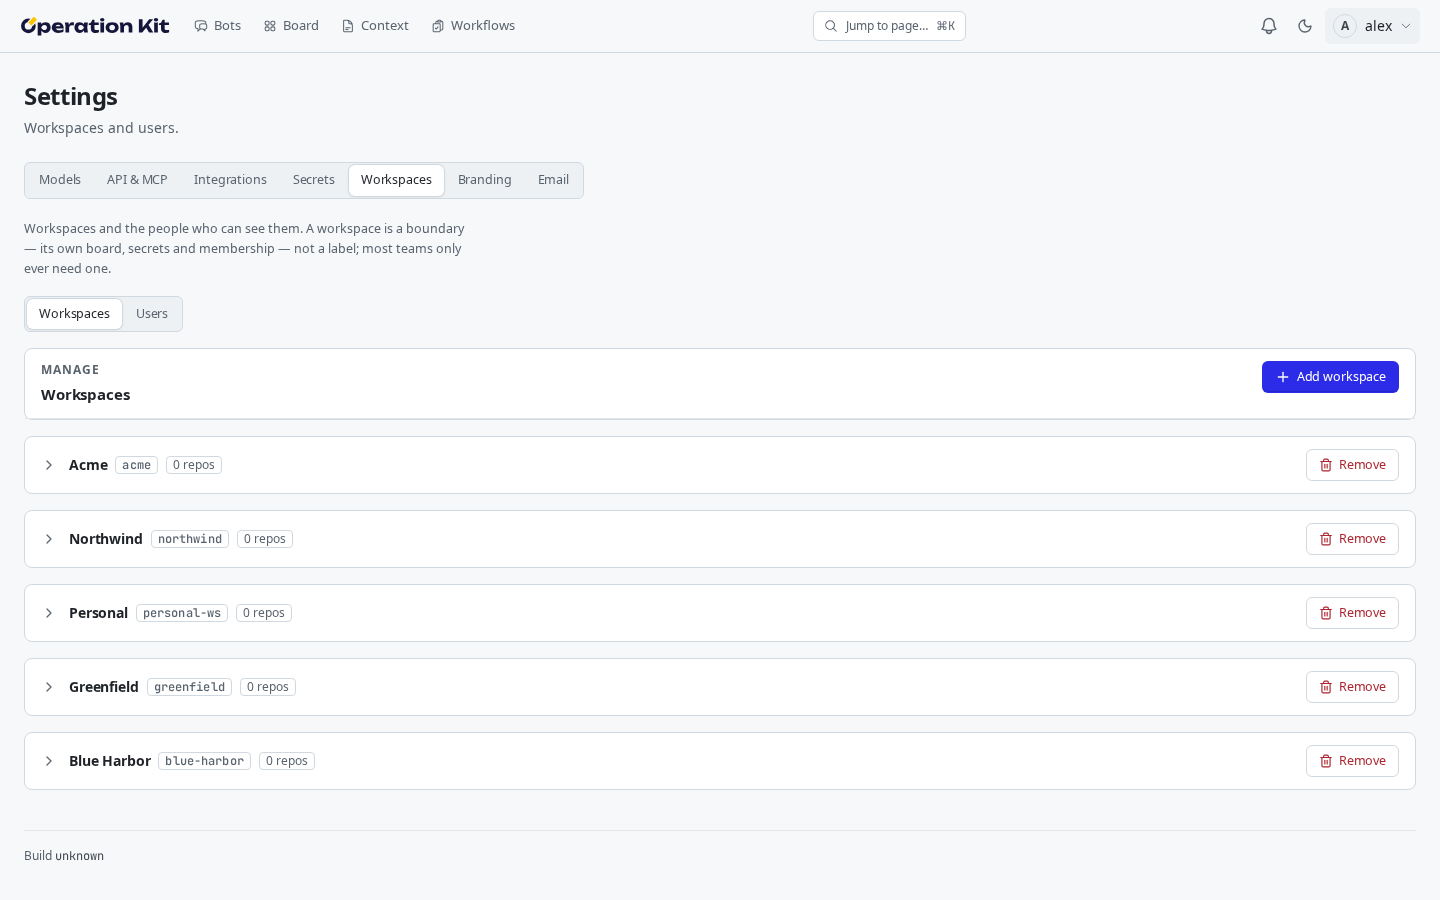 Operation Kit
Bots
Board
Context
Workflows
Jump to page... ⌘K
A
alex
Settings
Workspaces and users.
Models
API & MCP
Integrations
Secrets
Workspaces
Branding
Email
Workspaces and the people who can see them. A workspace is a boundary
— its own board, secrets and membership — not a label; most teams only
ever need one.
Workspaces
Users
MANAGE
Workspaces
Add workspace
Acme acme 0 repos
Remove
Northwind northwind 0 repos
Remove
Personal personal-ws 0 repos
Remove
Greenfield greenfield 0 repos
Remove
Blue Harbor blue-harbor 0 repos
Remove
Build unknown